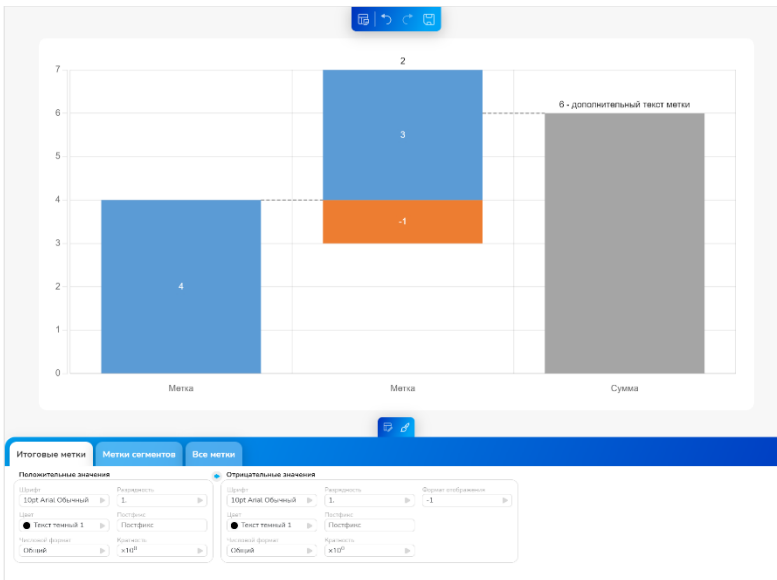 2
7
6 - дополнительный текст метки
6
3
5
4
-1
3
4
2
1
0
Метка Метка Сумма
Итоговые метки Метки сегментов Все метки
Положительные значения Отрицательные значения
Шрифт Разрядность Шрифт Разрядность Формат отображения
10pt Arial Обычный 1. 10pt Arial Обычный 1. -1
Цвет Постфикс Цвет Постфикс
Текст темный 1 Постфикс Текст темный 1 Постфикс
Числовой формат Кратность Числовой формат Кратность
Общий ×10⁰ Общий ×10⁰